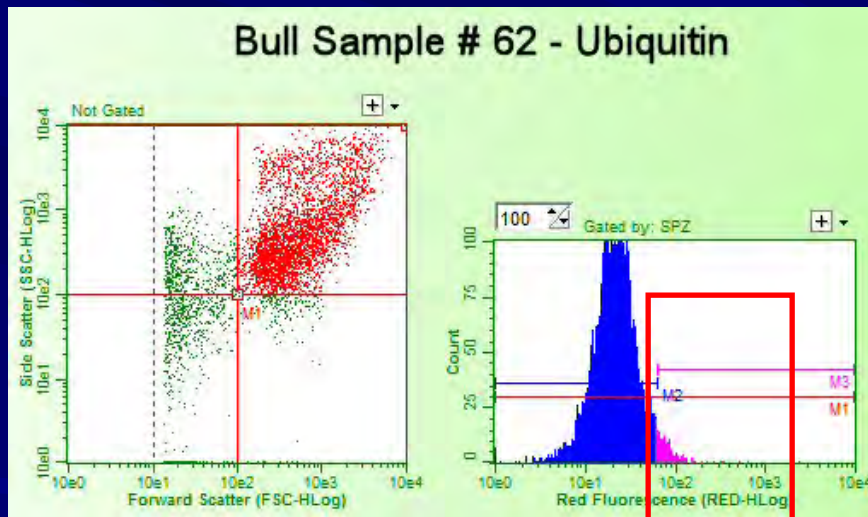 Bull Sample # 62 - Ubiquitin
Not Gated
+
10e4
10e3
10e2
10e1
10e0
Side Scatter (SSC-HLog)
M1
10e0 10e1 10e2 10e3 10e4
Forward Scatter (FSC-HLog)
100
Gated by: SPZ
+
100
75
50
25
0
Count
M3
M2
M1
10e0 10e1 10e2 10e3 10e4
Red Fluorescence (RED-HLog)